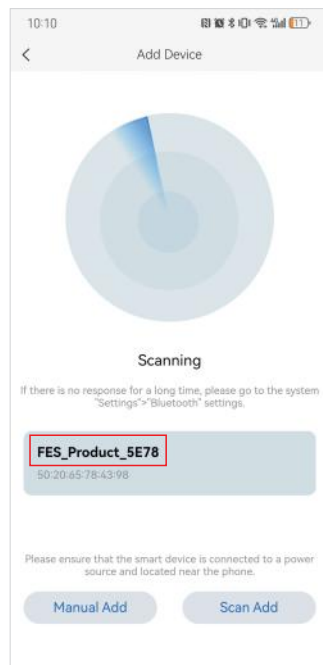 10:10
11
Add Device
Scanning
If there is no response for a long time, please go to the system
"Settings">"Bluetooth" settings.
FES_Product_5E78
50:20:65:78:43:98
Please ensure that the smart device is connected to a power
source and located near the phone.
Manual Add
Scan Add